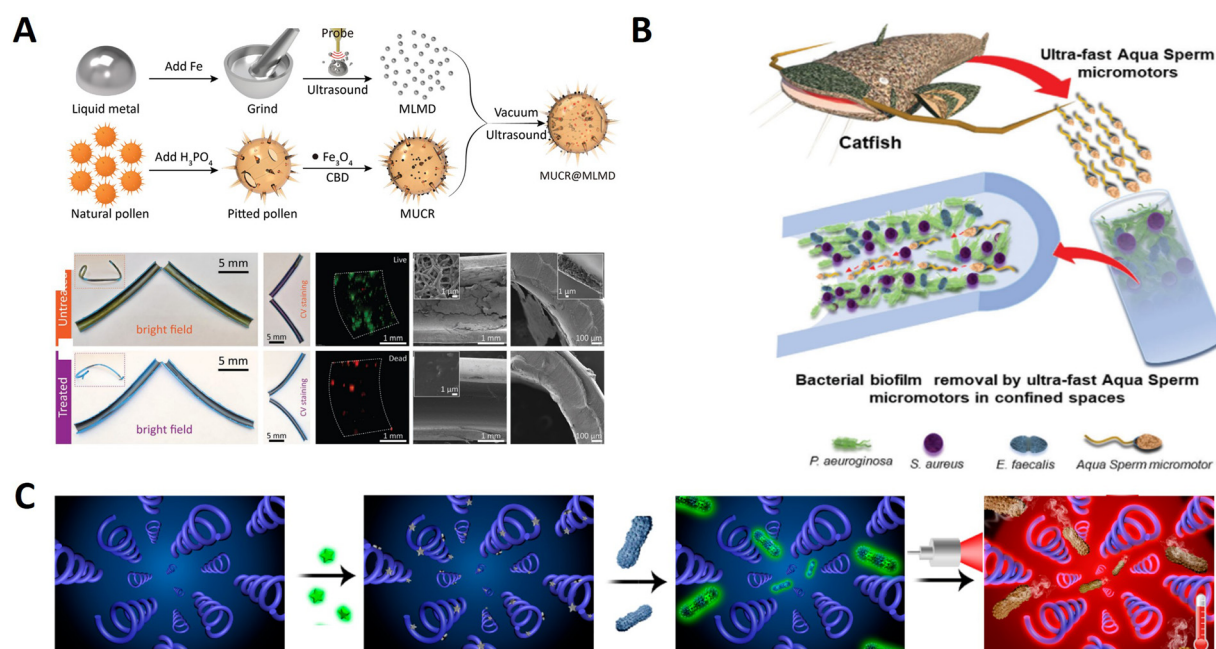 A
Liquid metal
Add Fe
Grind
Probe
Ultrasound
MLMD
Natural pollen
Add H₃PO₄
Pitted pollen
● Fe₃O₄
CBD
MUCR
Vacuum
Ultrasound
MUCR@MLMD
Untreated
5 mm
bright field
CV staining
5 mm
Live
1 mm
1 μm
1 mm
1 μm
100 μm
Treated
5 mm
bright field
CV staining
5 mm
Dead
1 mm
1 μm
1 mm
100 μm
B
Ultra-fast Aqua Sperm
micromotors
Catfish
Bacterial biofilm removal by ultra-fast Aqua Sperm
micromotors in confined spaces
P. aeuroginosa
S. aureus
E. faecalis
Aqua Sperm micromotor
C